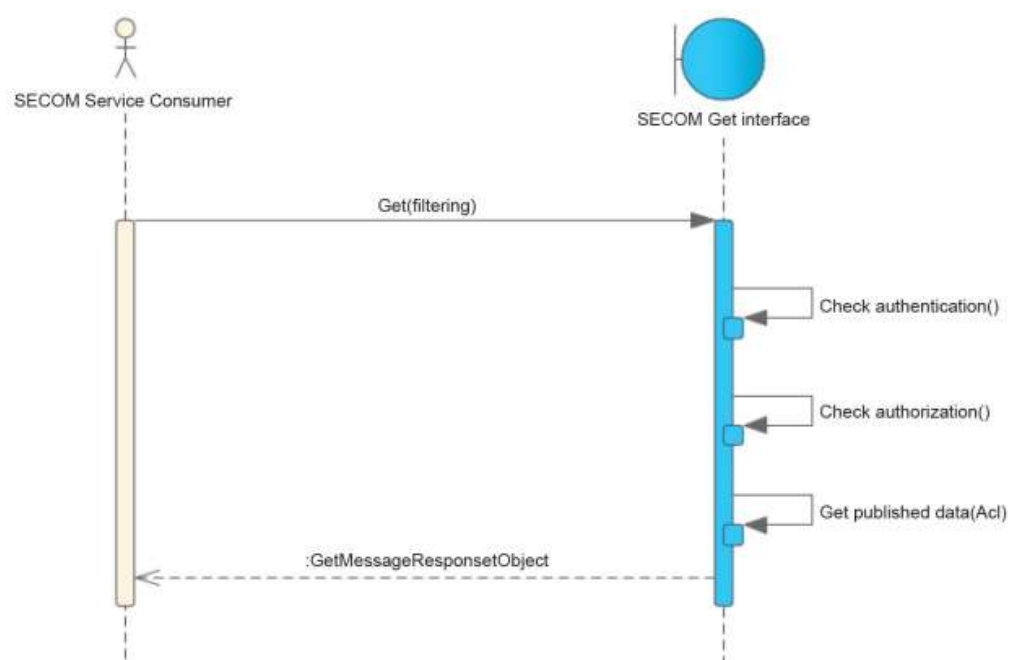 SECOM Service Consumer
SECOM Get interface
Get(filtering)
Check authentication()
Check authorization()
Get published data(Acl)
:GetMessageResponsetObject